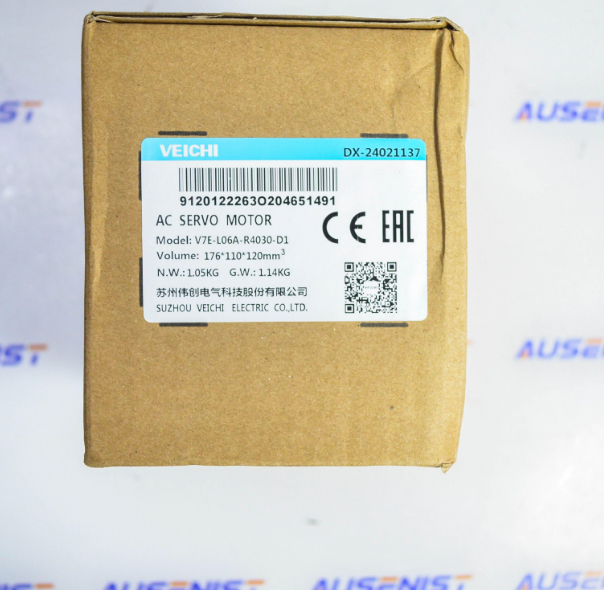 VEICHI DX-24021137
9120122263O204651491
AC SERVO MOTOR
CE EAC
Model: V7E-L06A-R4030-D1
Volume: 176*110*120mm³
N.W.: 1.05KG G.W.: 1.14KG
苏州伟创电气科技股份有限公司
SUZHOU VEICHI ELECTRIC CO.,LTD.
AUSENIST
AUSENIST
AUSENIST
AUSENIST